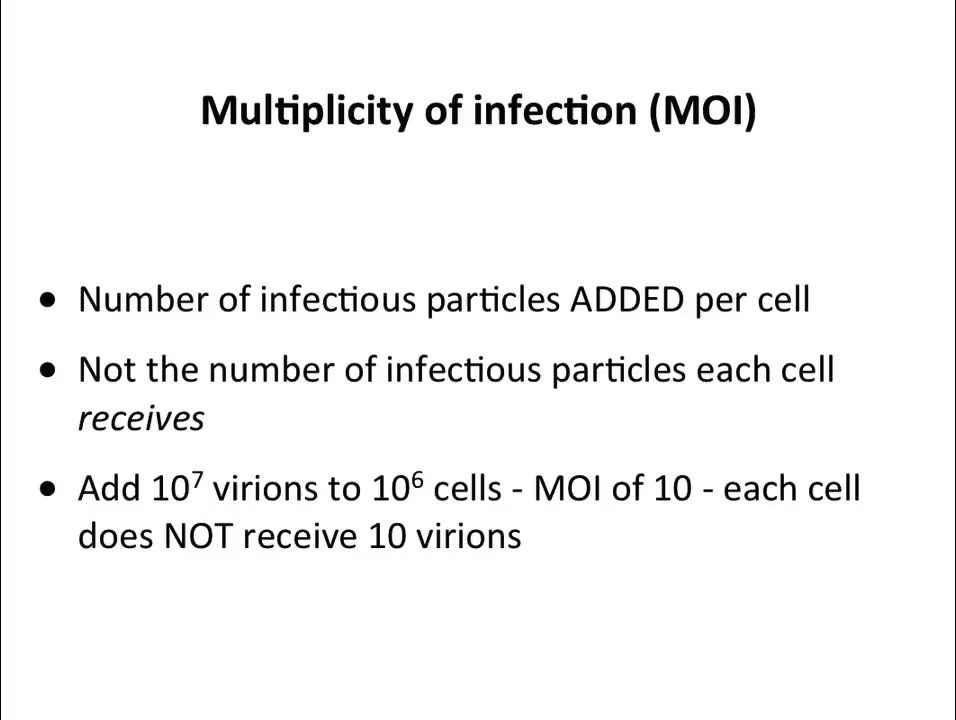 Multiplicity of infection (MOI)
• Number of infectious particles ADDED per cell
• Not the number of infectious particles each cell
receives
• Add 10⁷ virions to 10⁶ cells - MOI of 10 - each cell
does NOT receive 10 virions